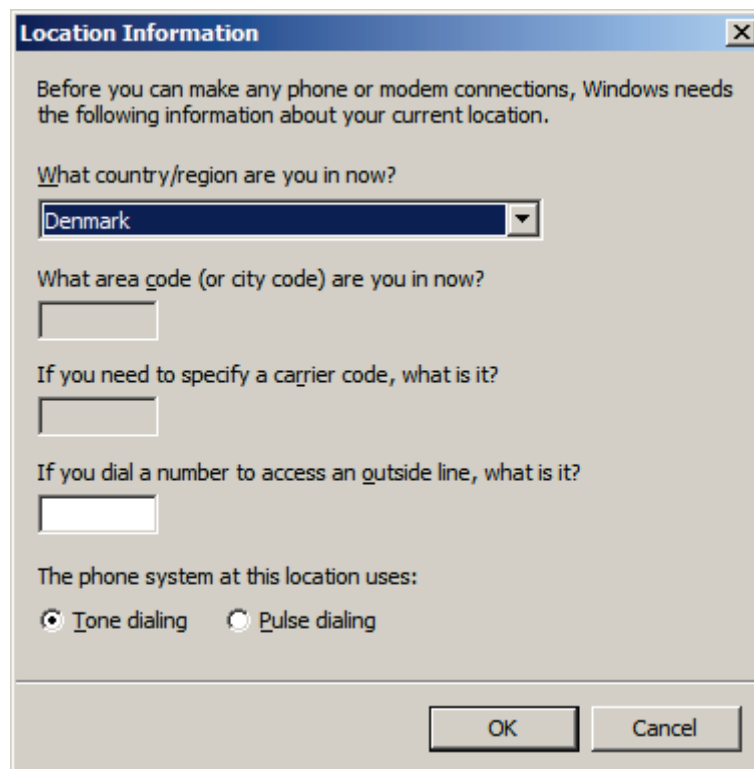 Location Information
Before you can make any phone or modem connections, Windows needs
the following information about your current location.
What country/region are you in now?
Denmark
What area code (or city code) are you in now?
If you need to specify a carrier code, what is it?
If you dial a number to access an outside line, what is it?
The phone system at this location uses:
Tone dialing Pulse dialing
OK Cancel